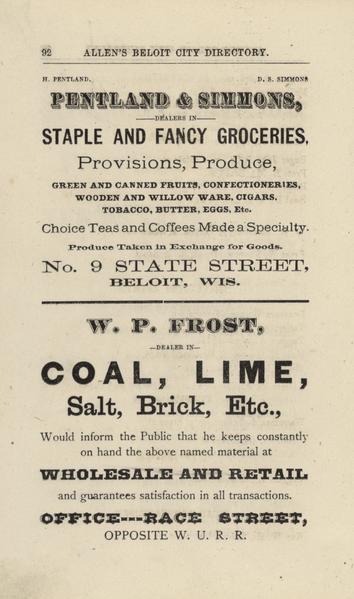 92 ALLEN'S BELOIT CITY DIRECTORY.
H. PENTLAND. D. S. SIMMONS
PENTLAND & SIMMONS,
—DEALERS IN—
STAPLE AND FANCY GROCERIES,
Provisions, Produce,
GREEN AND CANNED FRUITS, CONFECTIONERIES,
WOODEN AND WILLOW WARE, CIGARS,
TOBACCO, BUTTER, EGGS, Etc.
Choice Teas and Coffees Made a Specialty.
Produce Taken in Exchange for Goods.
No. 9 STATE STREET,
BELOIT, WIS.
W. P. FROST,
—DEALER IN—
COAL, LIME,
Salt, Brick, Etc.,
Would inform the Public that he keeps constantly
on hand the above named material at
WHOLESALE AND RETAIL
and guarantees satisfaction in all transactions.
OFFICE---RACE STREET,
OPPOSITE W. U. R. R.